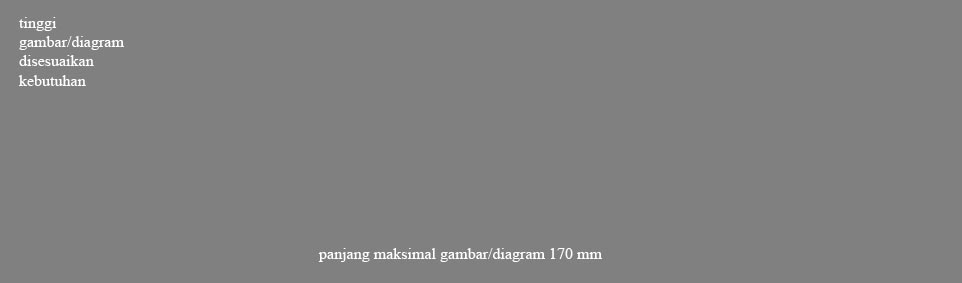 tinggi
gambar/diagram
disesuaikan
kebutuhan
panjang maksimal gambar/diagram 170 mm